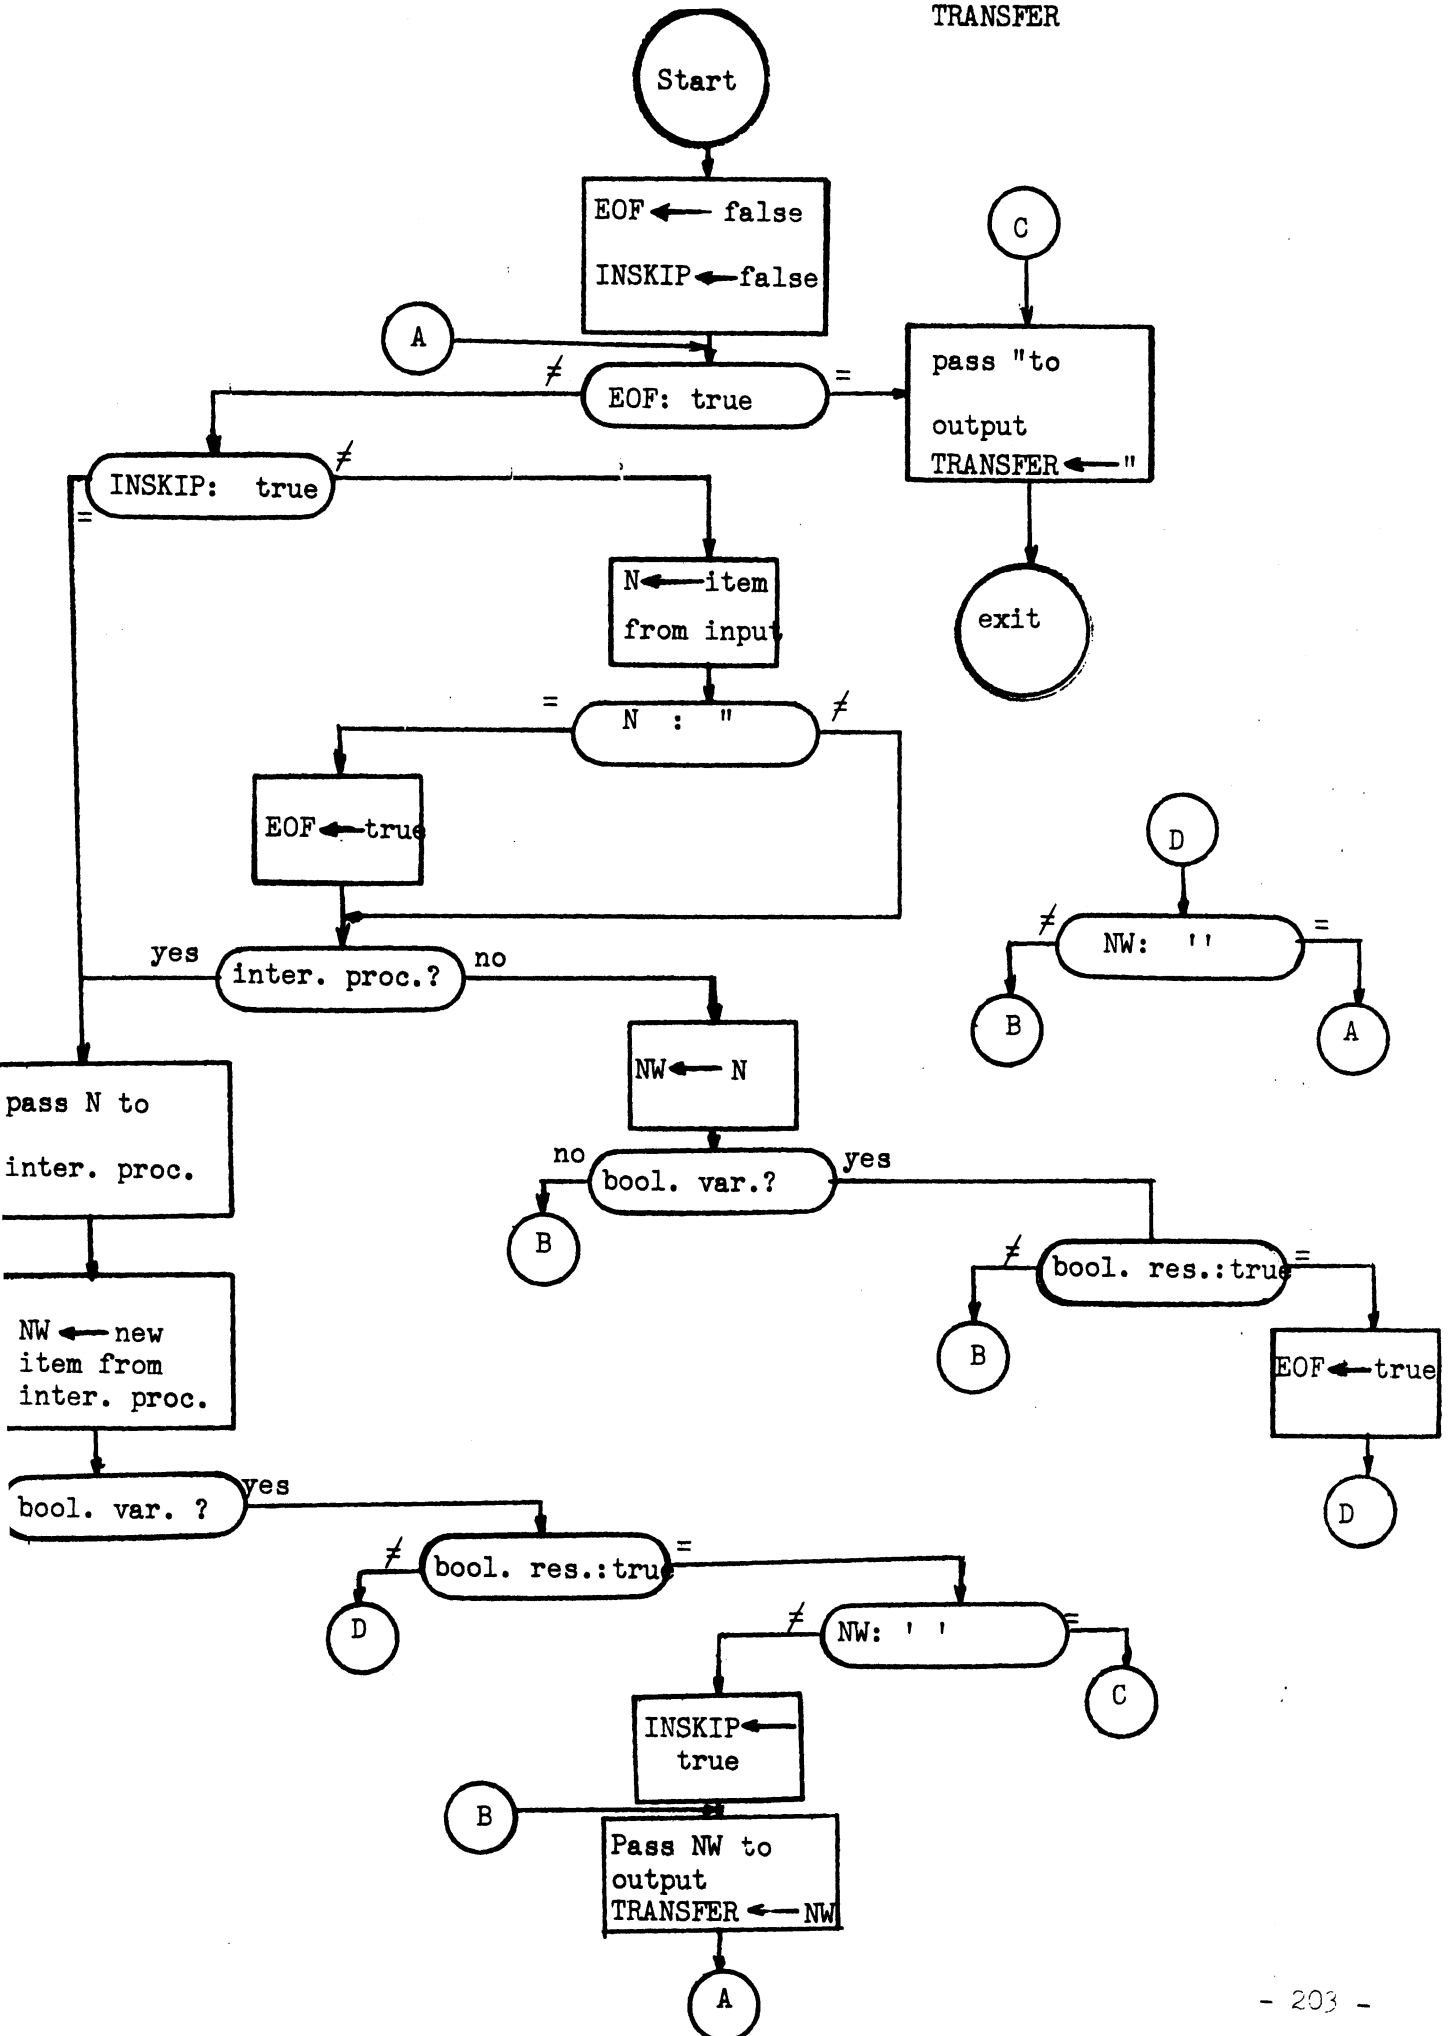 TRANSFER
Start
EOF ← false
INSKIP ← false
C
A
pass "to
output
TRANSFER ← "
≠
EOF: true
=
INSKIP: true
≠
=
N ← item
from input
exit
=
N : "
≠
EOF ← true
D
yes
inter. proc.?
no
≠
NW: ''
=
B
A
NW ← N
pass N to
inter. proc.
no
bool. var.?
yes
B
≠
bool. res.:true
=
B
EOF ← true
D
NW ← new
item from
inter. proc.
bool. var. ?
yes
≠
bool. res.:true
=
D
≠
NW: ' '
=
C
INSKIP ←
true
B
Pass NW to
output
TRANSFER ← NW
A
- 203 -